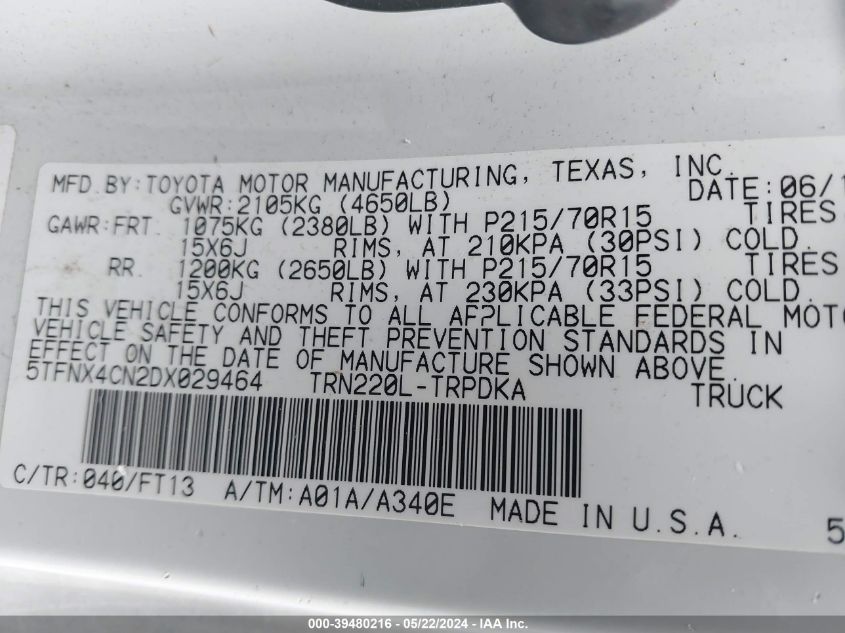 MFD.BY:TOYOTA MOTOR MANUFACTURING, TEXAS, INC.
GVWR:2105KG (4650LB) DATE:06/1
GAWR:FRT. 1075KG (2380LB) WITH P215/70R15 TIRES
15X6J RIMS, AT 210KPA (30PSI) COLD.
RR. 1200KG (2650LB) WITH P215/70R15 TIRES
15X6J RIMS, AT 230KPA (33PSI) COLD.
THIS VEHICLE CONFORMS TO ALL APPLICABLE FEDERAL MOTO
VEHICLE SAFETY AND THEFT PREVENTION STANDARDS IN
EFFECT ON THE DATE OF MANUFACTURE SHOWN ABOVE.
5TFNX4CN2DX029464 TRN220L-TRPDKA TRUCK
C/TR:040/FT13 A/TM:A01A/A340E MADE IN U.S.A. 5
000-39480216 - 05/22/2024 - IAA Inc.